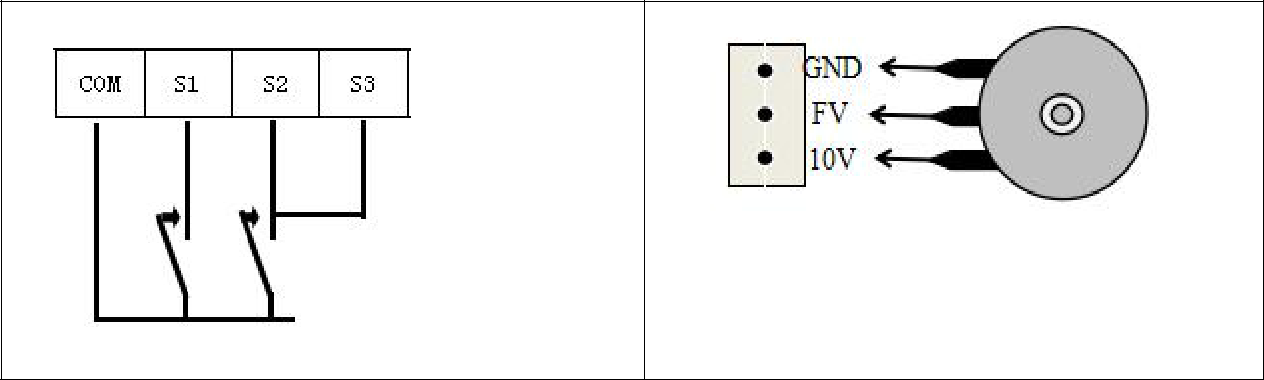 COM S1 S2 S3
GND
FV
10V